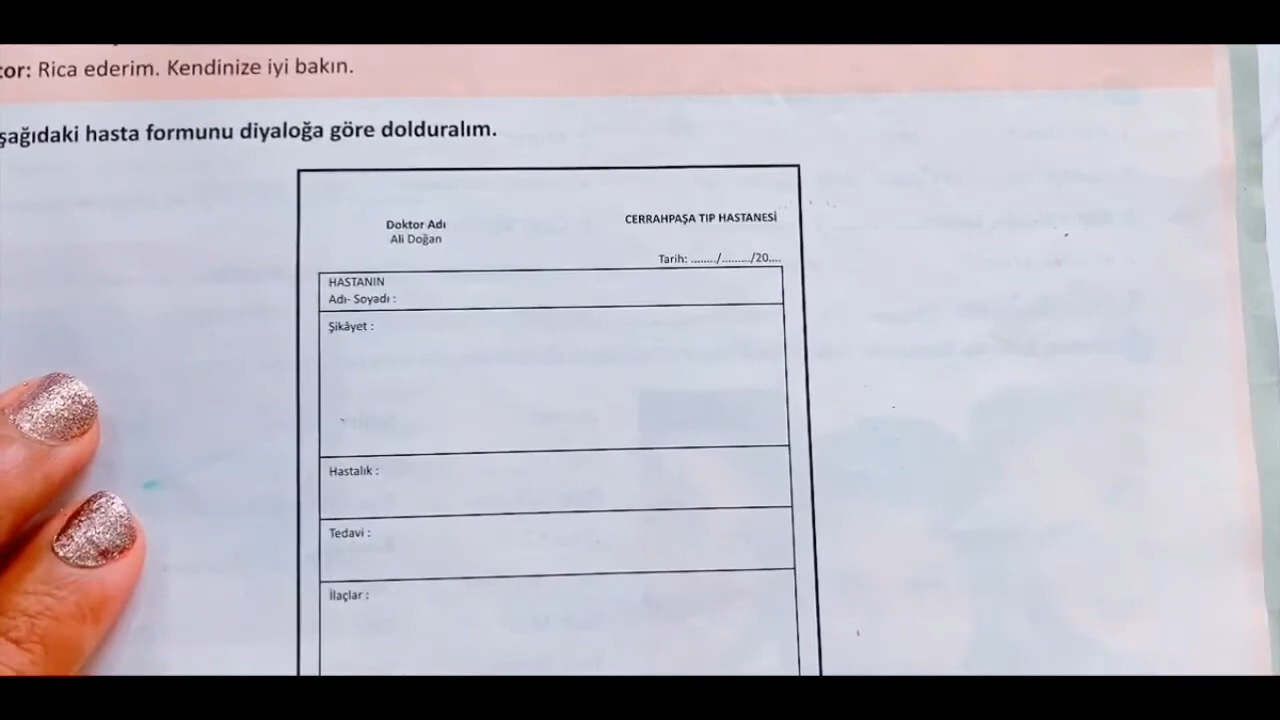 tor: Rica ederim. Kendinize iyi bakın.
şağıdaki hasta formunu diyaloğa göre dolduralım.
Doktor Adı
Ali Doğan
CERRAHPAŞA TIP HASTANESİ
Tarih: ......../........./20....
HASTANIN
Adı- Soyadı :
Şikâyet :
Hastalık :
Tedavi :
İlaçlar :